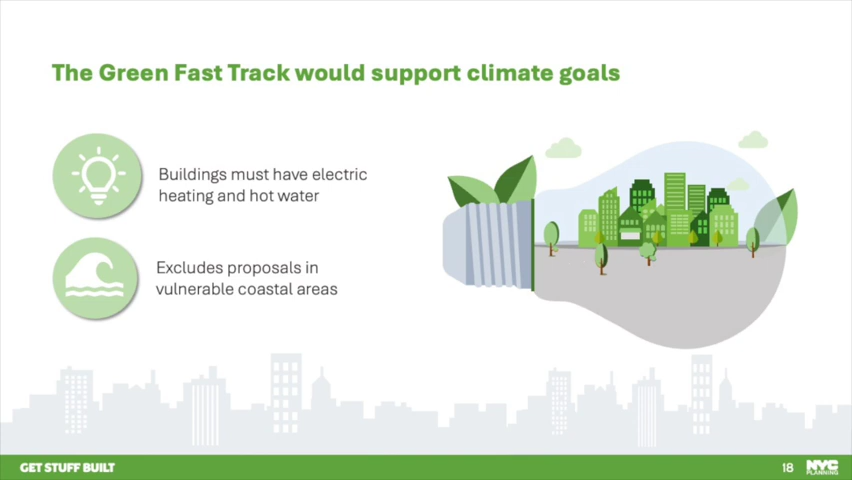 The Green Fast Track would support climate goals
Buildings must have electric
heating and hot water
Excludes proposals in
vulnerable coastal areas
GET STUFF BUILT
18
NYC
PLANNING